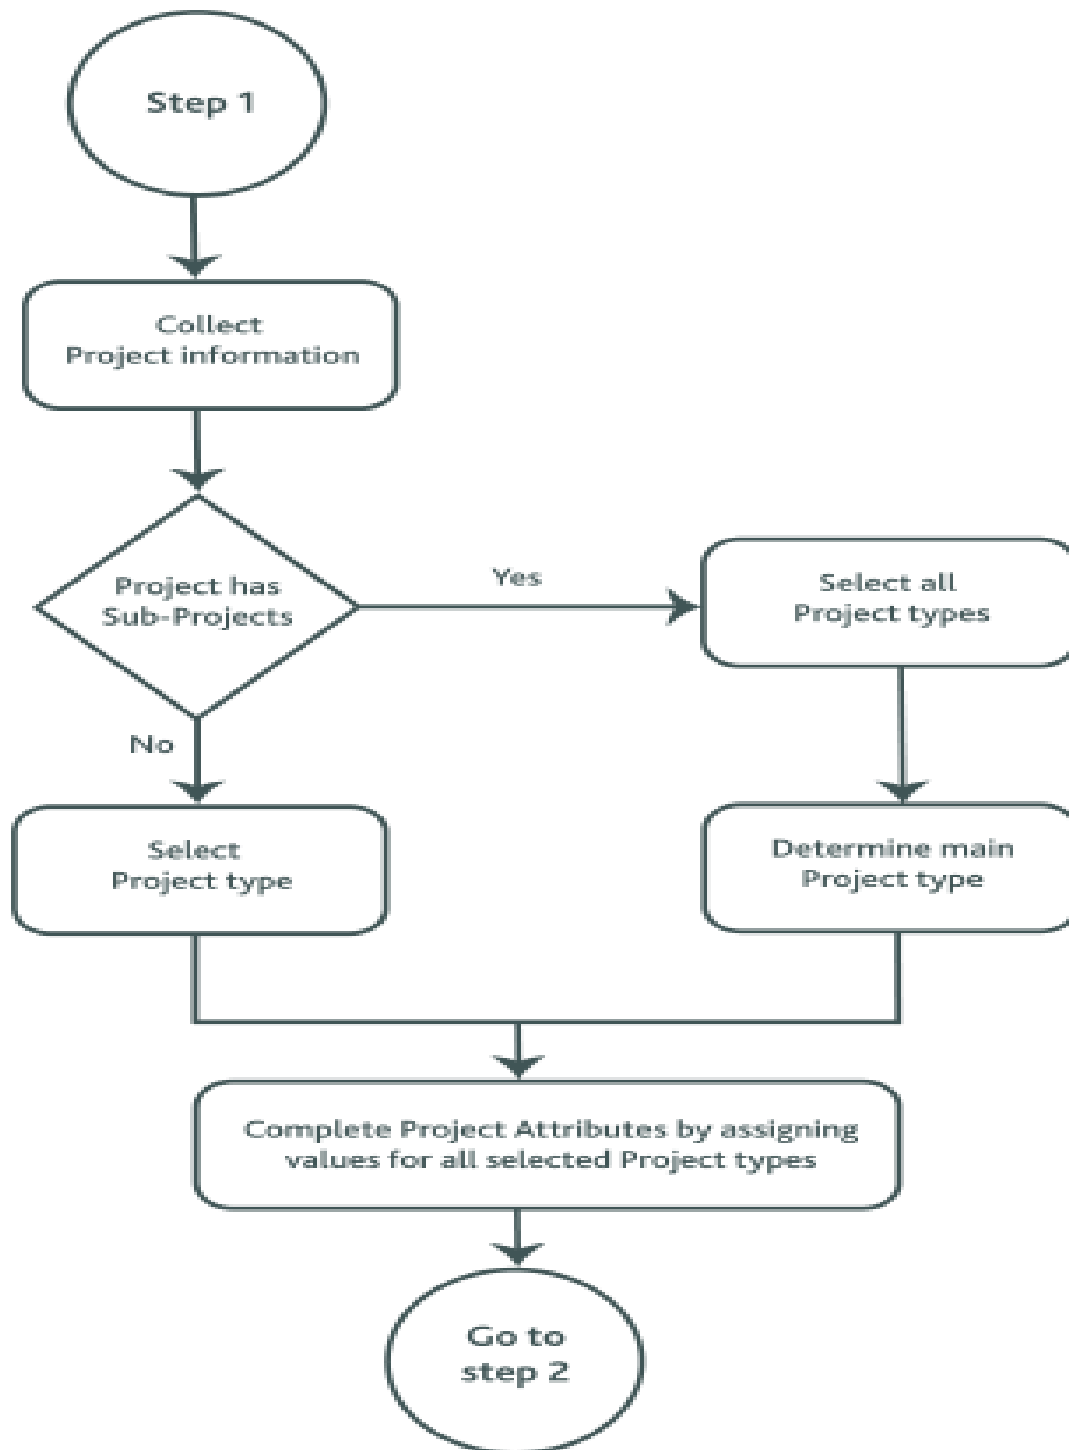 Step 1
Collect
Project information
Project has
Sub-Projects
Yes
Select all
Project types
No
Select
Project type
Determine main
Project type
Complete Project Attributes by assigning
values for all selected Project types
Go to
step 2